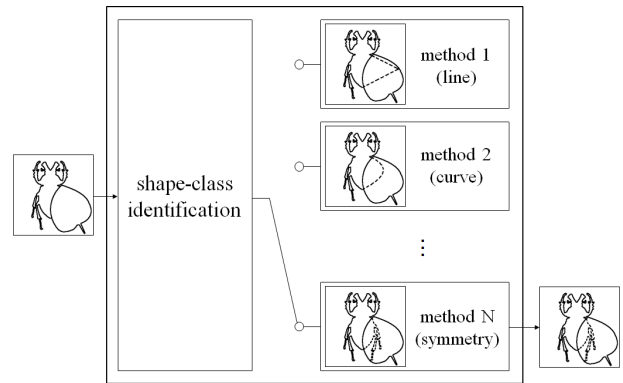 shape-class
identification
method 1
(line)
method 2
(curve)
⋮
method N
(symmetry)